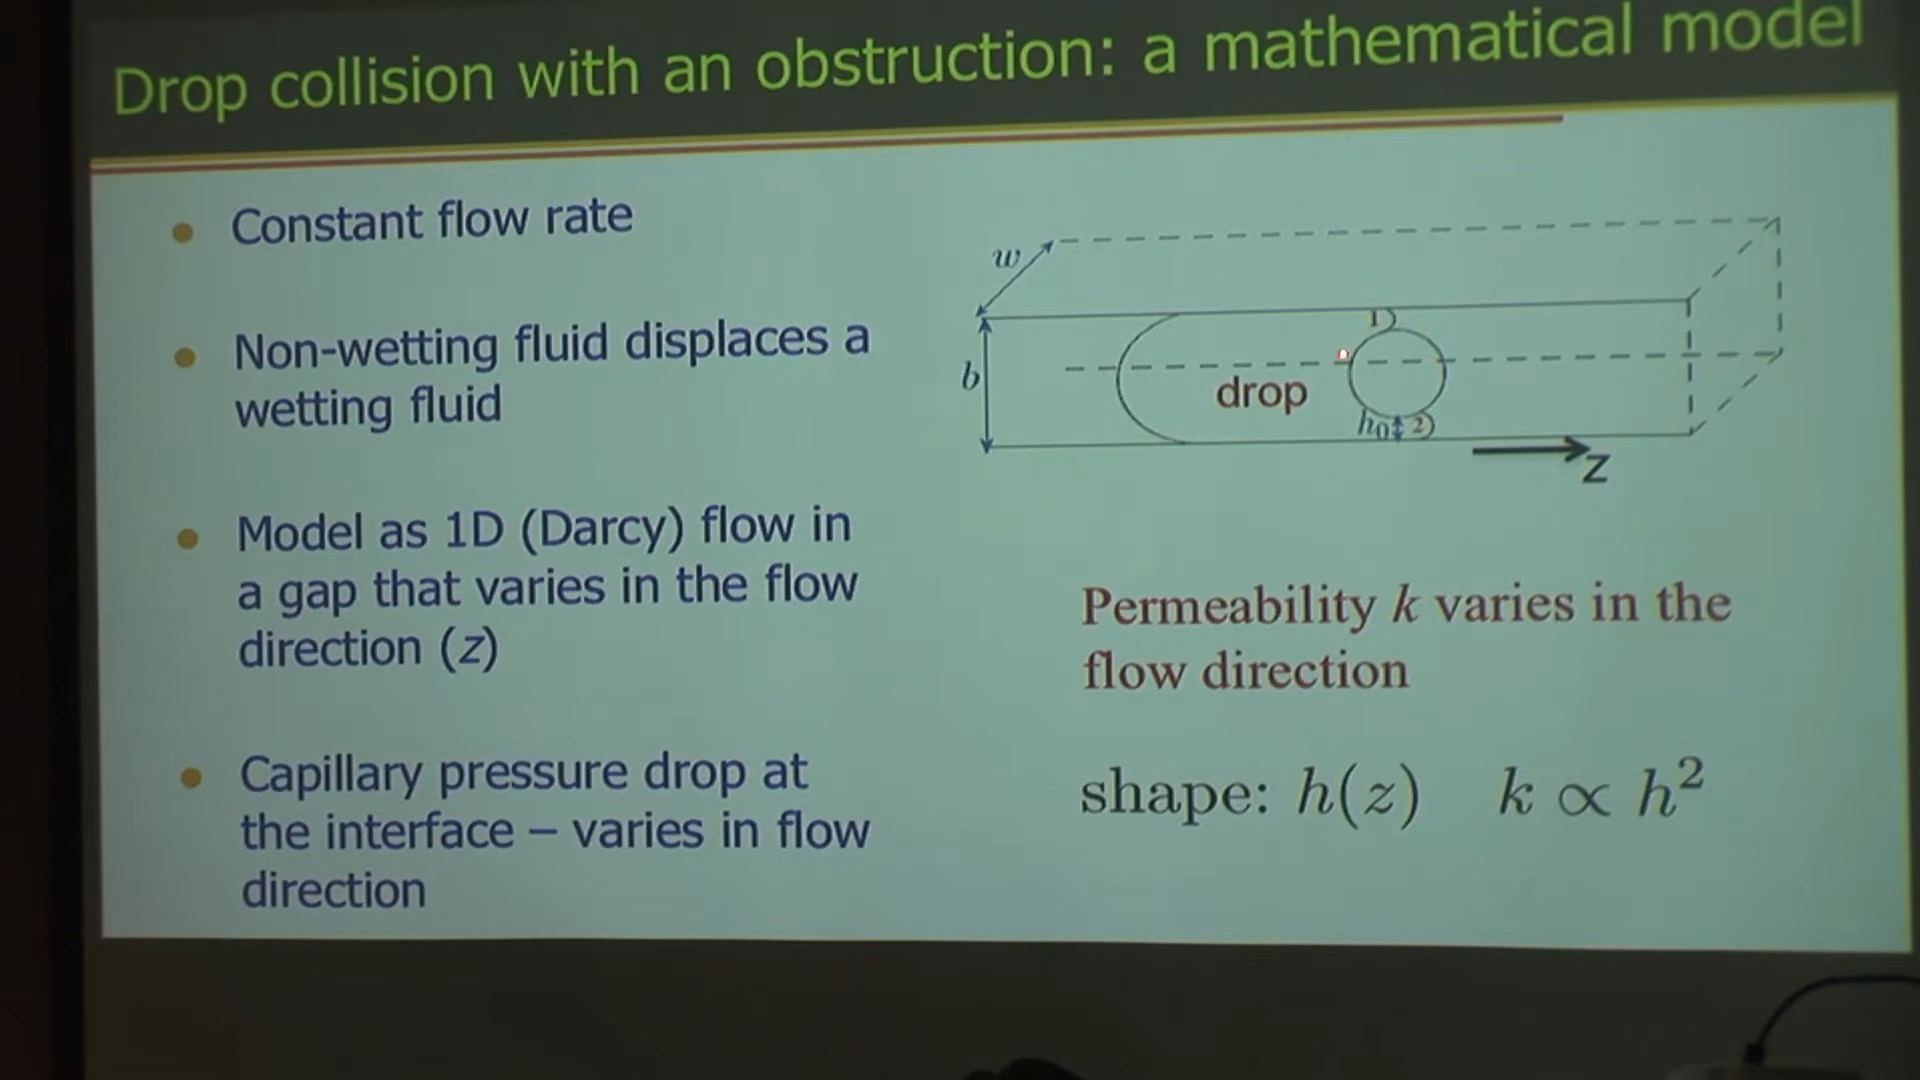 Drop collision with an obstruction: a mathematical model
Constant flow rate
Non-wetting fluid displaces a
wetting fluid
Model as 1D (Darcy) flow in
a gap that varies in the flow
direction (z)
Capillary pressure drop at
the interface – varies in flow
direction
w
b
1)
drop
h₀
2)
z
Permeability k varies in the
flow direction
shape: h(z) k ∝ h²